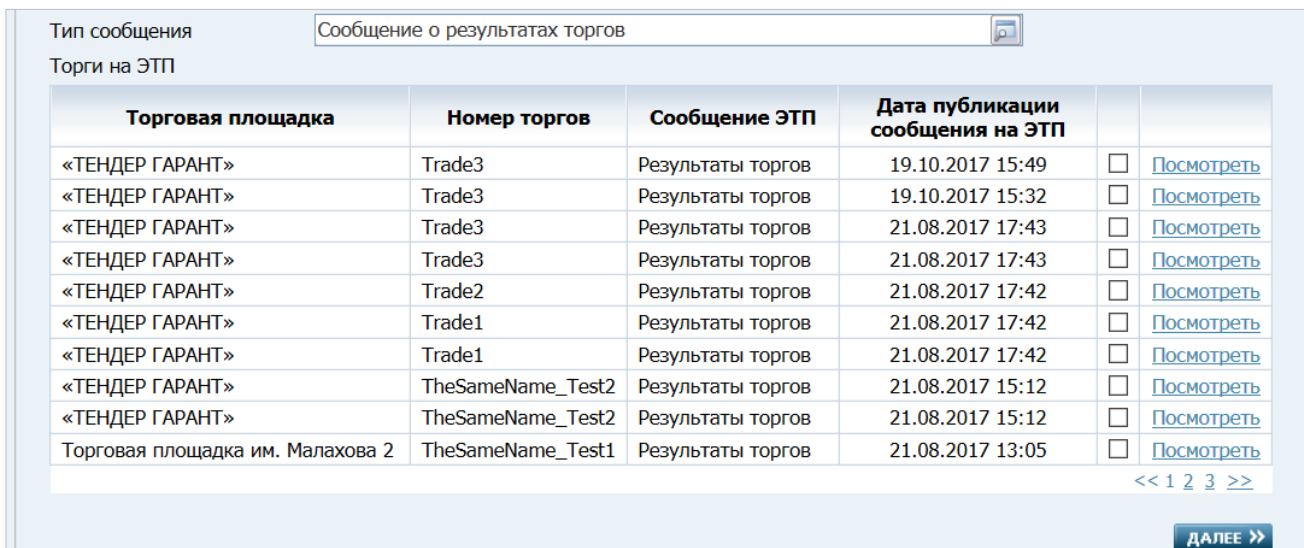 Тип сообщения Сообщение о результатах торгов
Торги на ЭТП
Торговая площадка Номер торгов Сообщение ЭТП Дата публикации сообщения на ЭТП
«ТЕНДЕР ГАРАНТ» Trade3 Результаты торгов 19.10.2017 15:49 Посмотреть
«ТЕНДЕР ГАРАНТ» Trade3 Результаты торгов 19.10.2017 15:32 Посмотреть
«ТЕНДЕР ГАРАНТ» Trade3 Результаты торгов 21.08.2017 17:43 Посмотреть
«ТЕНДЕР ГАРАНТ» Trade3 Результаты торгов 21.08.2017 17:43 Посмотреть
«ТЕНДЕР ГАРАНТ» Trade2 Результаты торгов 21.08.2017 17:42 Посмотреть
«ТЕНДЕР ГАРАНТ» Trade1 Результаты торгов 21.08.2017 17:42 Посмотреть
«ТЕНДЕР ГАРАНТ» Trade1 Результаты торгов 21.08.2017 17:42 Посмотреть
«ТЕНДЕР ГАРАНТ» TheSameName_Test2 Результаты торгов 21.08.2017 15:12 Посмотреть
«ТЕНДЕР ГАРАНТ» TheSameName_Test2 Результаты торгов 21.08.2017 15:12 Посмотреть
Торговая площадка им. Малахова 2 TheSameName_Test1 Результаты торгов 21.08.2017 13:05 Посмотреть
<< 1 2 3 >>
ДАЛЕЕ »